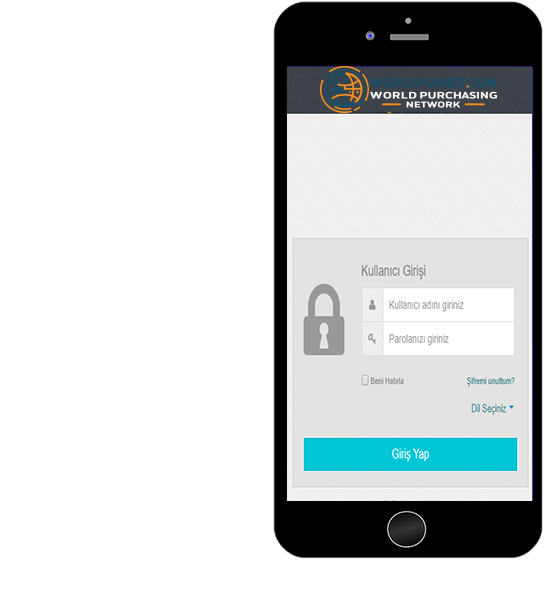 WORLD PURCHASING
NETWORK
Kullanıcı Girişi
Kullanıcı adını giriniz
Parolanızı giriniz
Beni Hatırla
Şifremi unuttum?
Dil Seçiniz
Giriş Yap